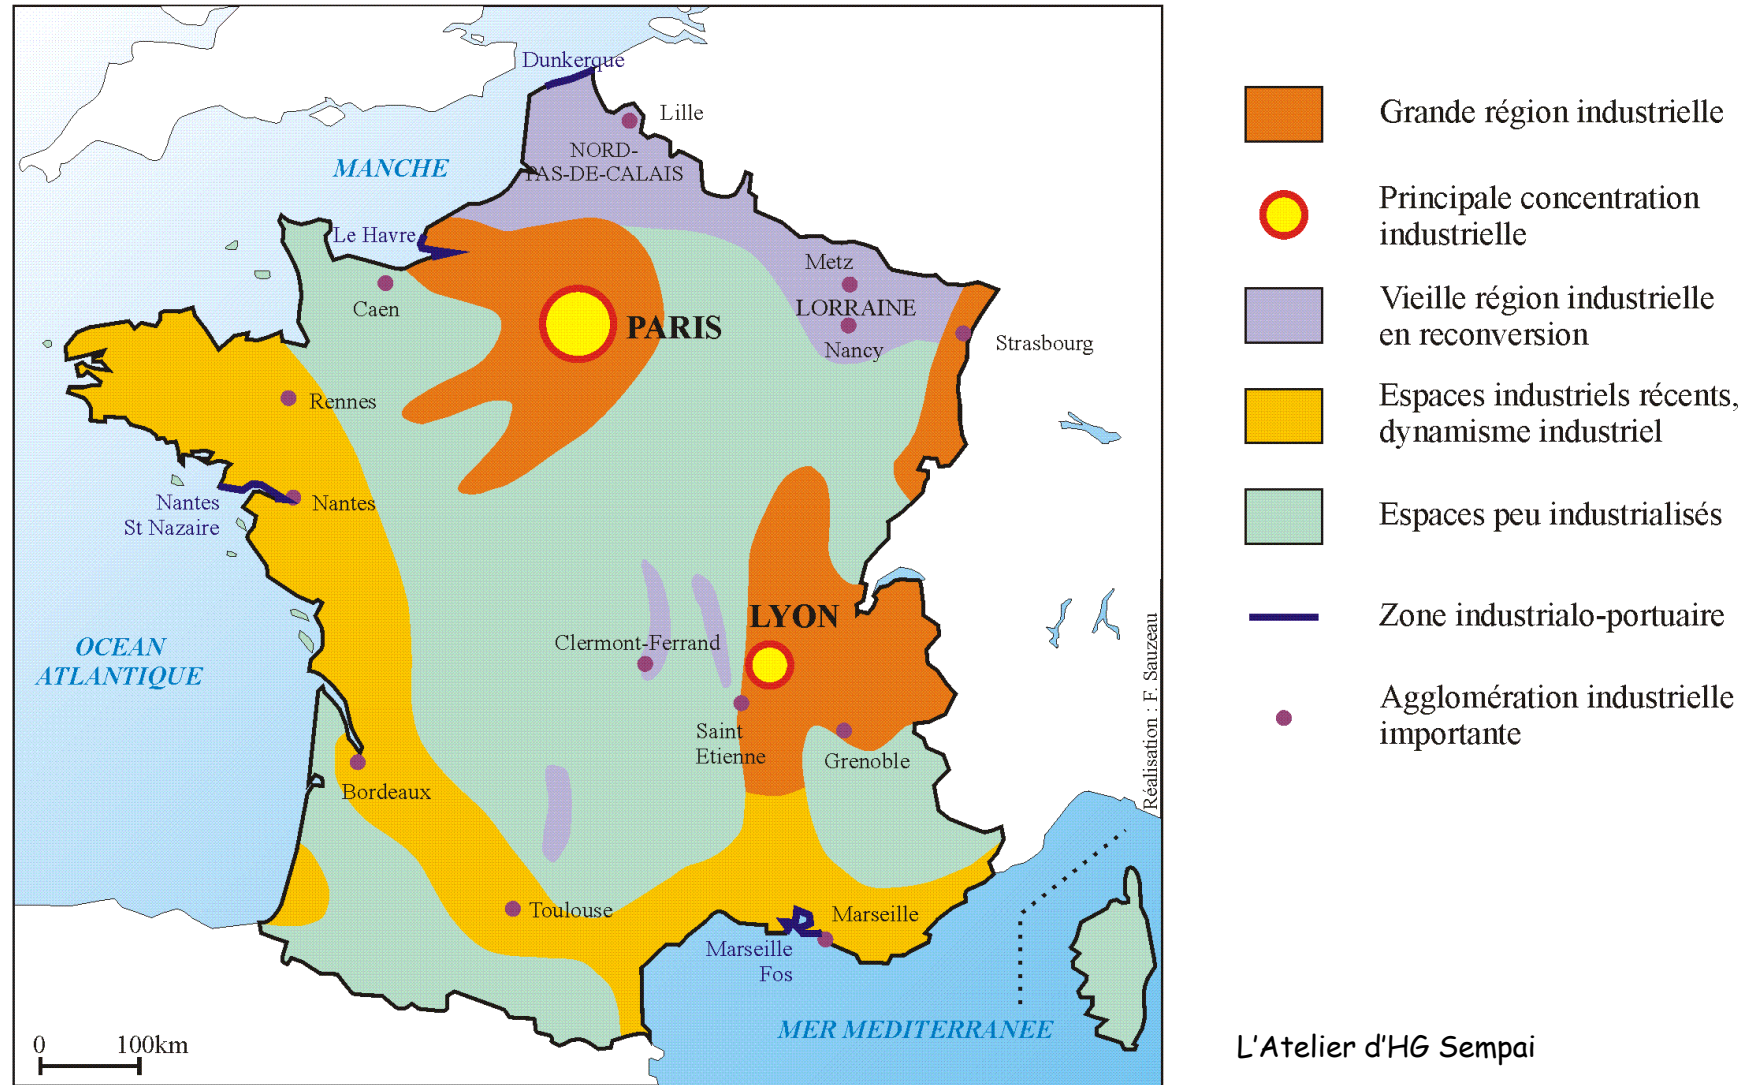 Dunkerque
Lille
NORD-
PAS-DE-CALAIS
MANCHE
Le Havre
Caen
PARIS
Metz
LORRAINE
Nancy
Strasbourg
Rennes
Nantes
St Nazaire
Nantes
LYON
Clermont-Ferrand
Saint
Etienne
Grenoble
OCEAN
ATLANTIQUE
Bordeaux
Toulouse
Marseille
Marseille
Fos
MER MEDITERRANEE
0 100km
Réalisation : F. Sauzeau
Grande région industrielle
Principale concentration
industrielle
Vieille région industrielle
en reconversion
Espaces industriels récents,
dynamisme industriel
Espaces peu industrialisés
Zone industrialo-portuaire
Agglomération industrielle
importante
L'Atelier d'HG Sempai